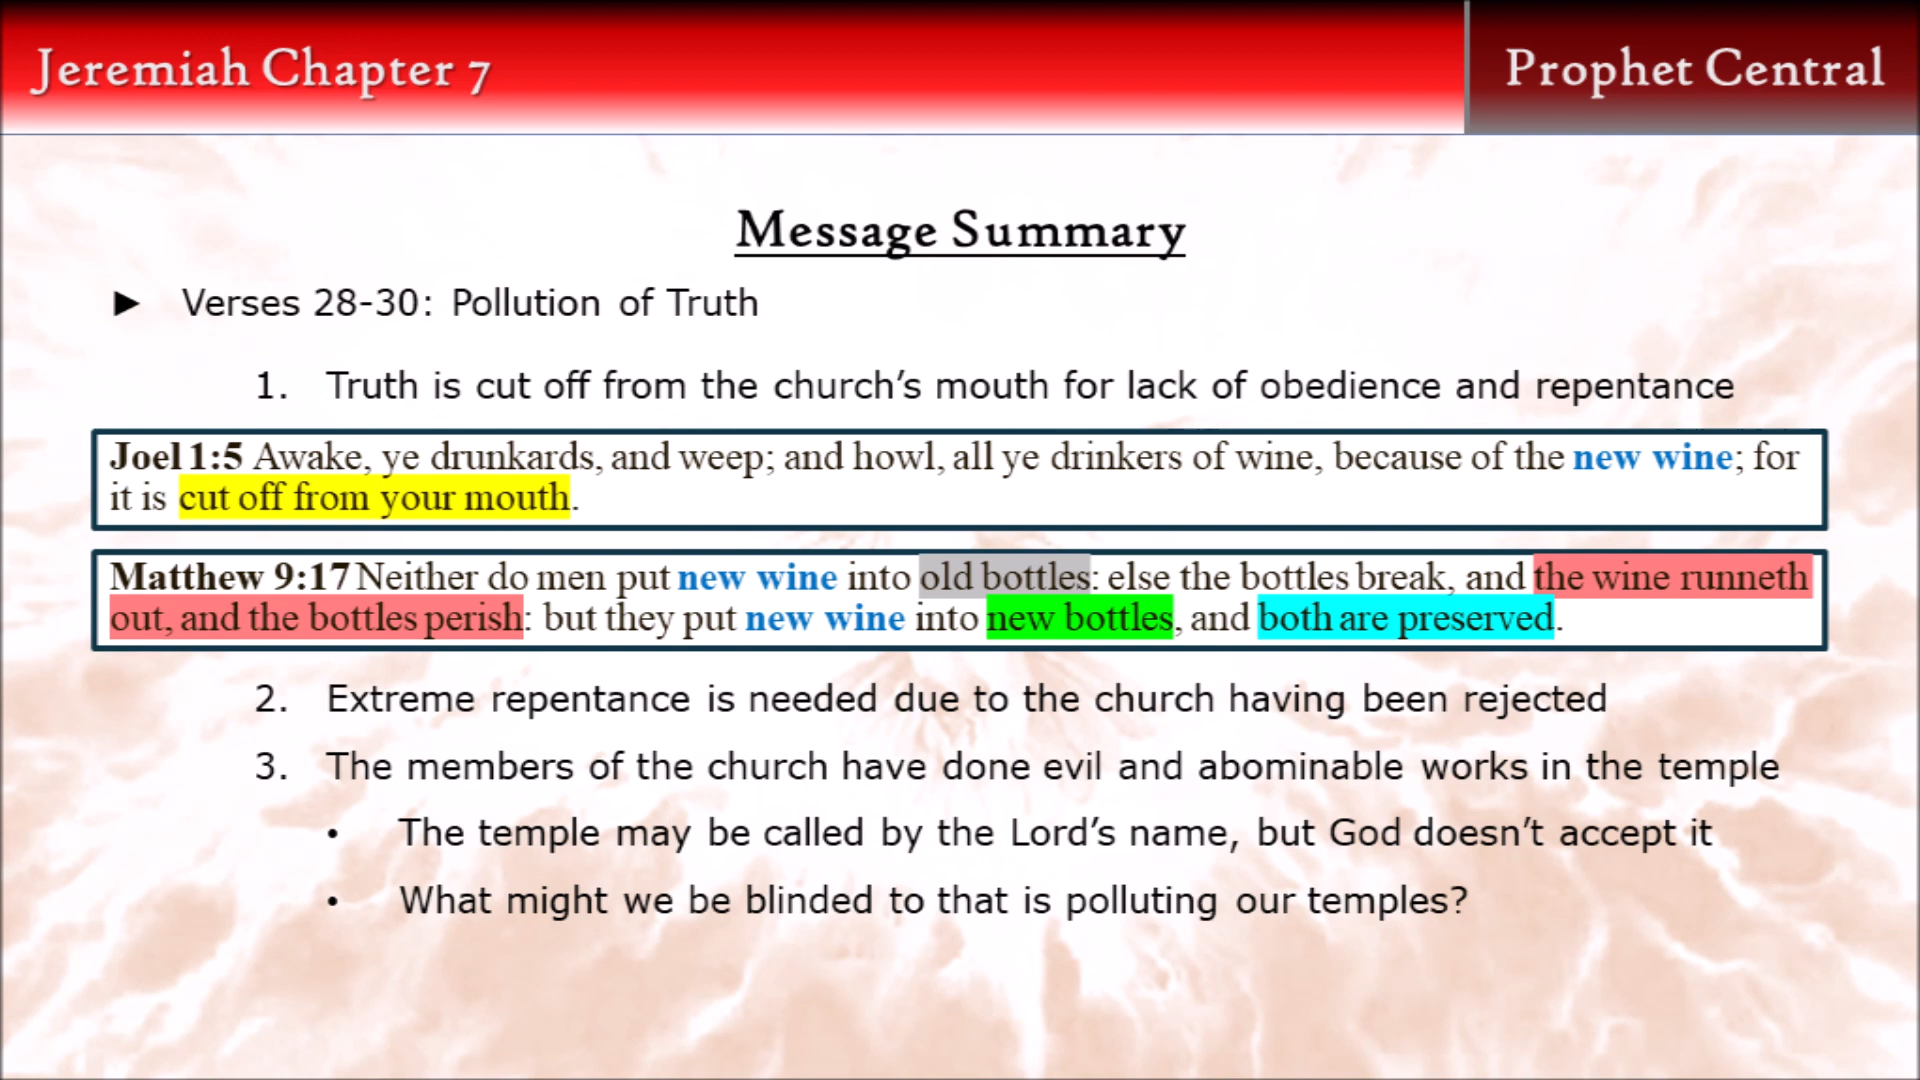 Jeremiah Chapter 7
Prophet Central
Message Summary
► Verses 28-30: Pollution of Truth
1. Truth is cut off from the church’s mouth for lack of obedience and repentance
Joel 1:5 Awake, ye drunkards, and weep; and howl, all ye drinkers of wine, because of the new wine; for
it is cut off from your mouth.
Matthew 9:17 Neither do men put new wine into old bottles: else the bottles break, and the wine runneth
out, and the bottles perish: but they put new wine into new bottles, and both are preserved.
2. Extreme repentance is needed due to the church having been rejected
3. The members of the church have done evil and abominable works in the temple
• The temple may be called by the Lord’s name, but God doesn’t accept it
• What might we be blinded to that is polluting our temples?